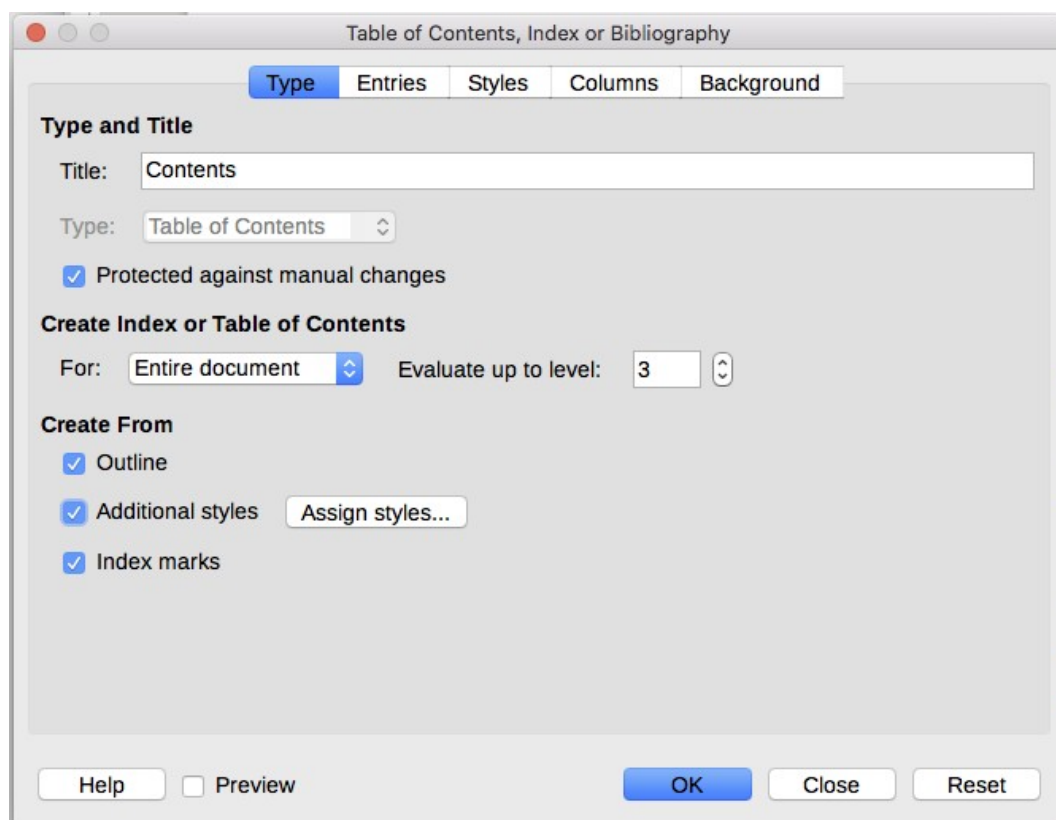 Table of Contents, Index or Bibliography
Type Entries Styles Columns Background
Type and Title
Title: Contents
Type: Table of Contents
Protected against manual changes
Create Index or Table of Contents
For: Entire document Evaluate up to level: 3
Create From
Outline
Additional styles Assign styles...
Index marks
Help Preview OK Close Reset